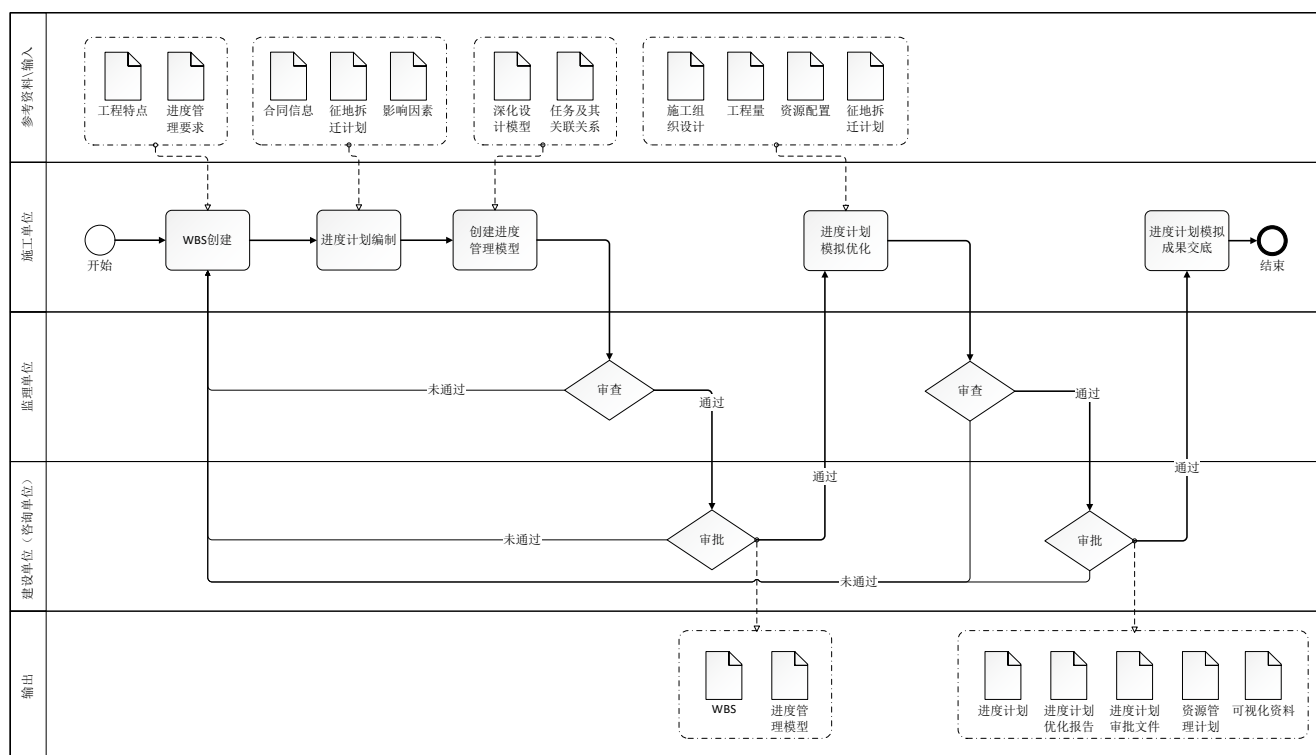 参考资料\输入
工程特点
进度管
理要求
合同信息
征地拆
迁计划
影响因素
深化设
计模型
任务及其
关联关系
施工组
织设计
工程量
资源配置
征地拆
迁计划
施工单位
开始
WBS创建
进度计划编制
创建进度
管理模型
进度计划
模拟优化
进度计划模拟
成果交底
结束
监理单位
未通过
审查
通过
审查
通过
建设单位（咨询单位）
未通过
审批
通过
未通过
审批
通过
输出
WBS
进度管
理模型
进度计划
进度计划
优化报告
进度计划
审批文件
资源管
理计划
可视化资料